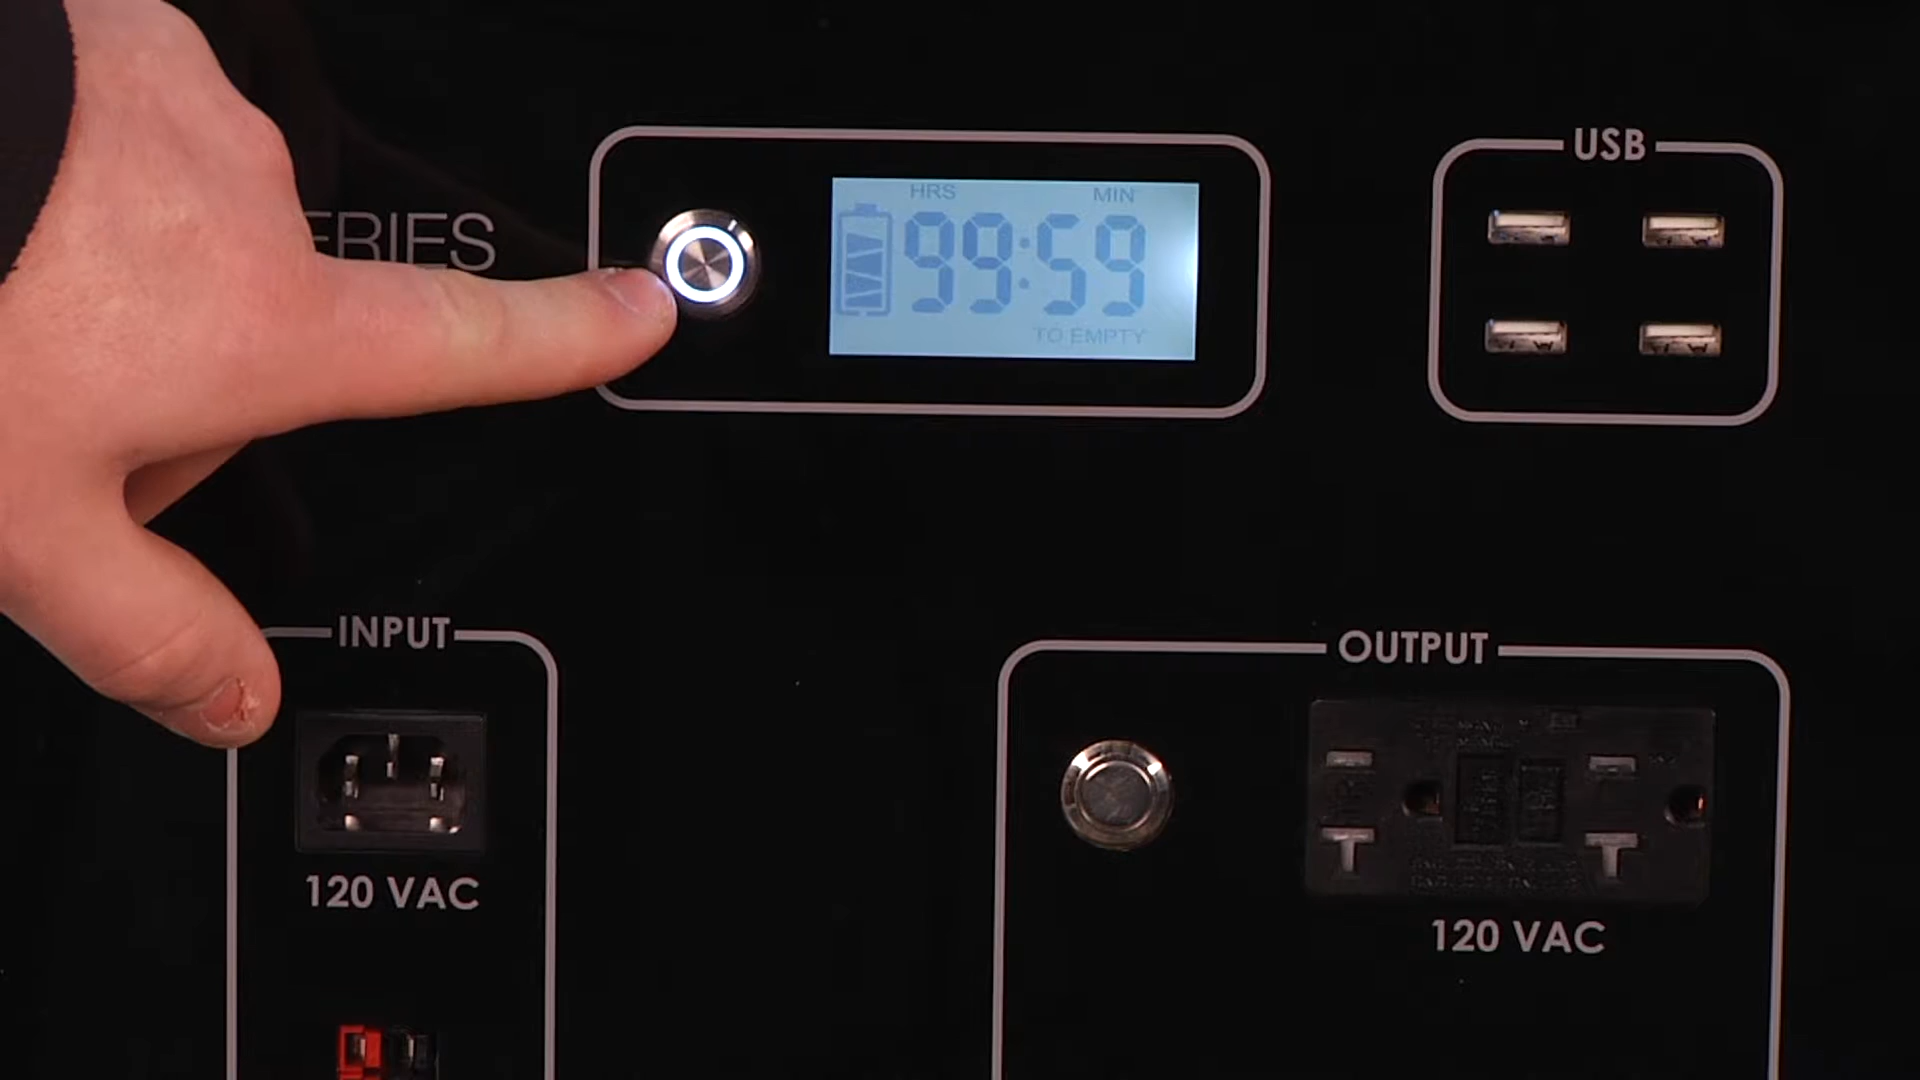 USB
HRS MIN
99:59
TO EMPTY
ERIES
INPUT
120 VAC
OUTPUT
120 VAC